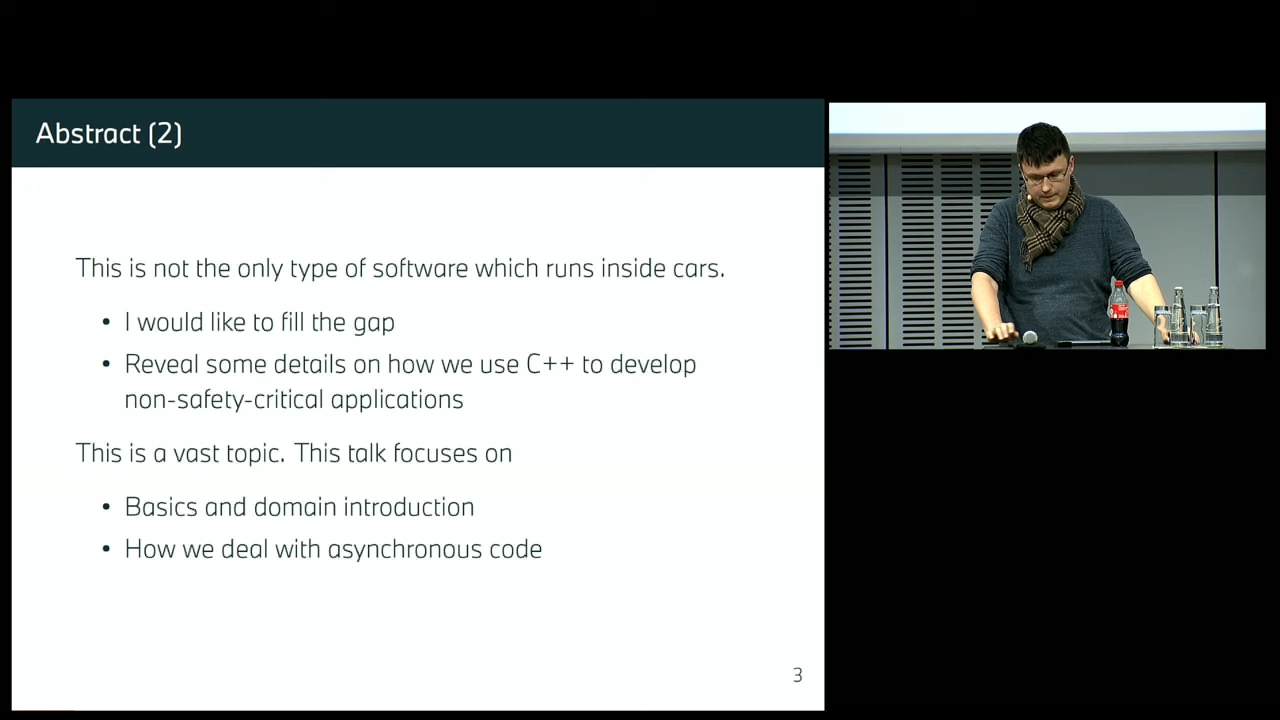 Abstract (2)
This is not the only type of software which runs inside cars.
• I would like to fill the gap
• Reveal some details on how we use C++ to develop
non-safety-critical applications
This is a vast topic. This talk focuses on
• Basics and domain introduction
• How we deal with asynchronous code
3